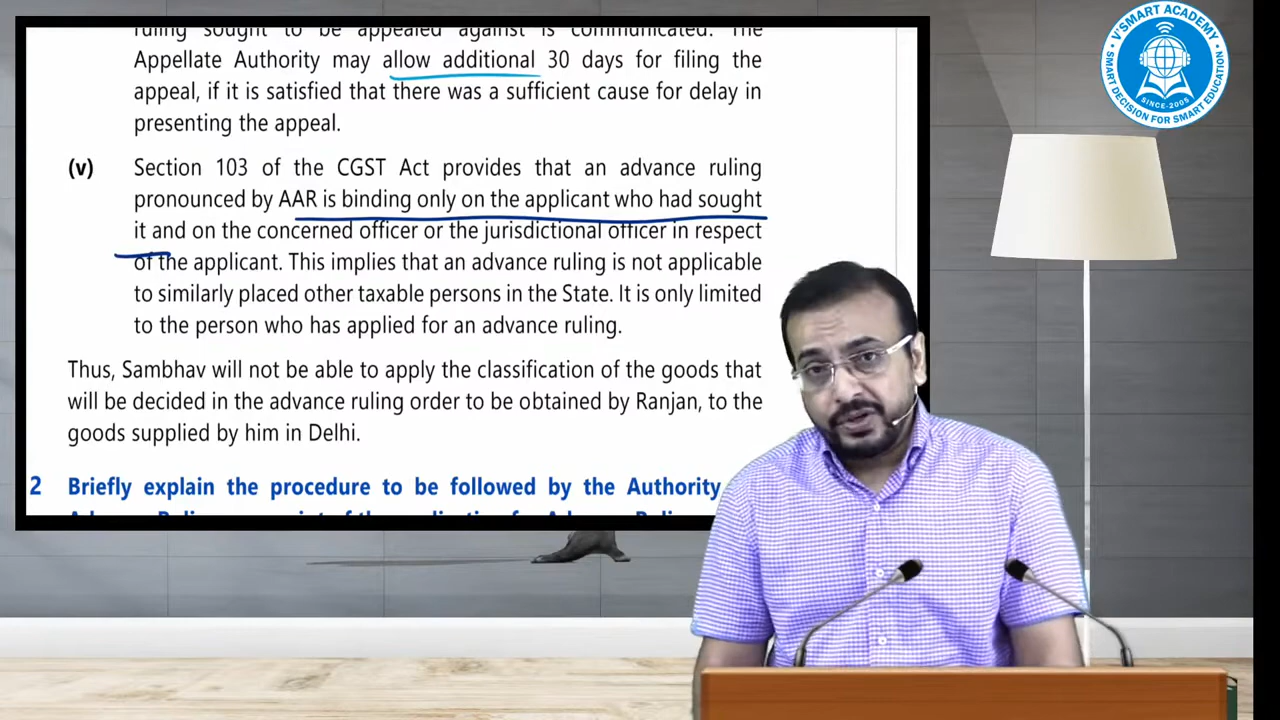 ruling sought to be appealed against is communicated. The
Appellate Authority may allow additional 30 days for filing the
appeal, if it is satisfied that there was a sufficient cause for delay in
presenting the appeal.
(v) Section 103 of the CGST Act provides that an advance ruling
pronounced by AAR is binding only on the applicant who had sought
it and on the concerned officer or the jurisdictional officer in respect
of the applicant. This implies that an advance ruling is not applicable
to similarly placed other taxable persons in the State. It is only limited
to the person who has applied for an advance ruling.
Thus, Sambhav will not be able to apply the classification of the goods that
will be decided in the advance ruling order to be obtained by Ranjan, to the
goods supplied by him in Delhi.
2 Briefly explain the procedure to be followed by the Authority
V'SMART ACADEMY
SINCE-2005
SMART DECISION FOR SMART EDUCATION